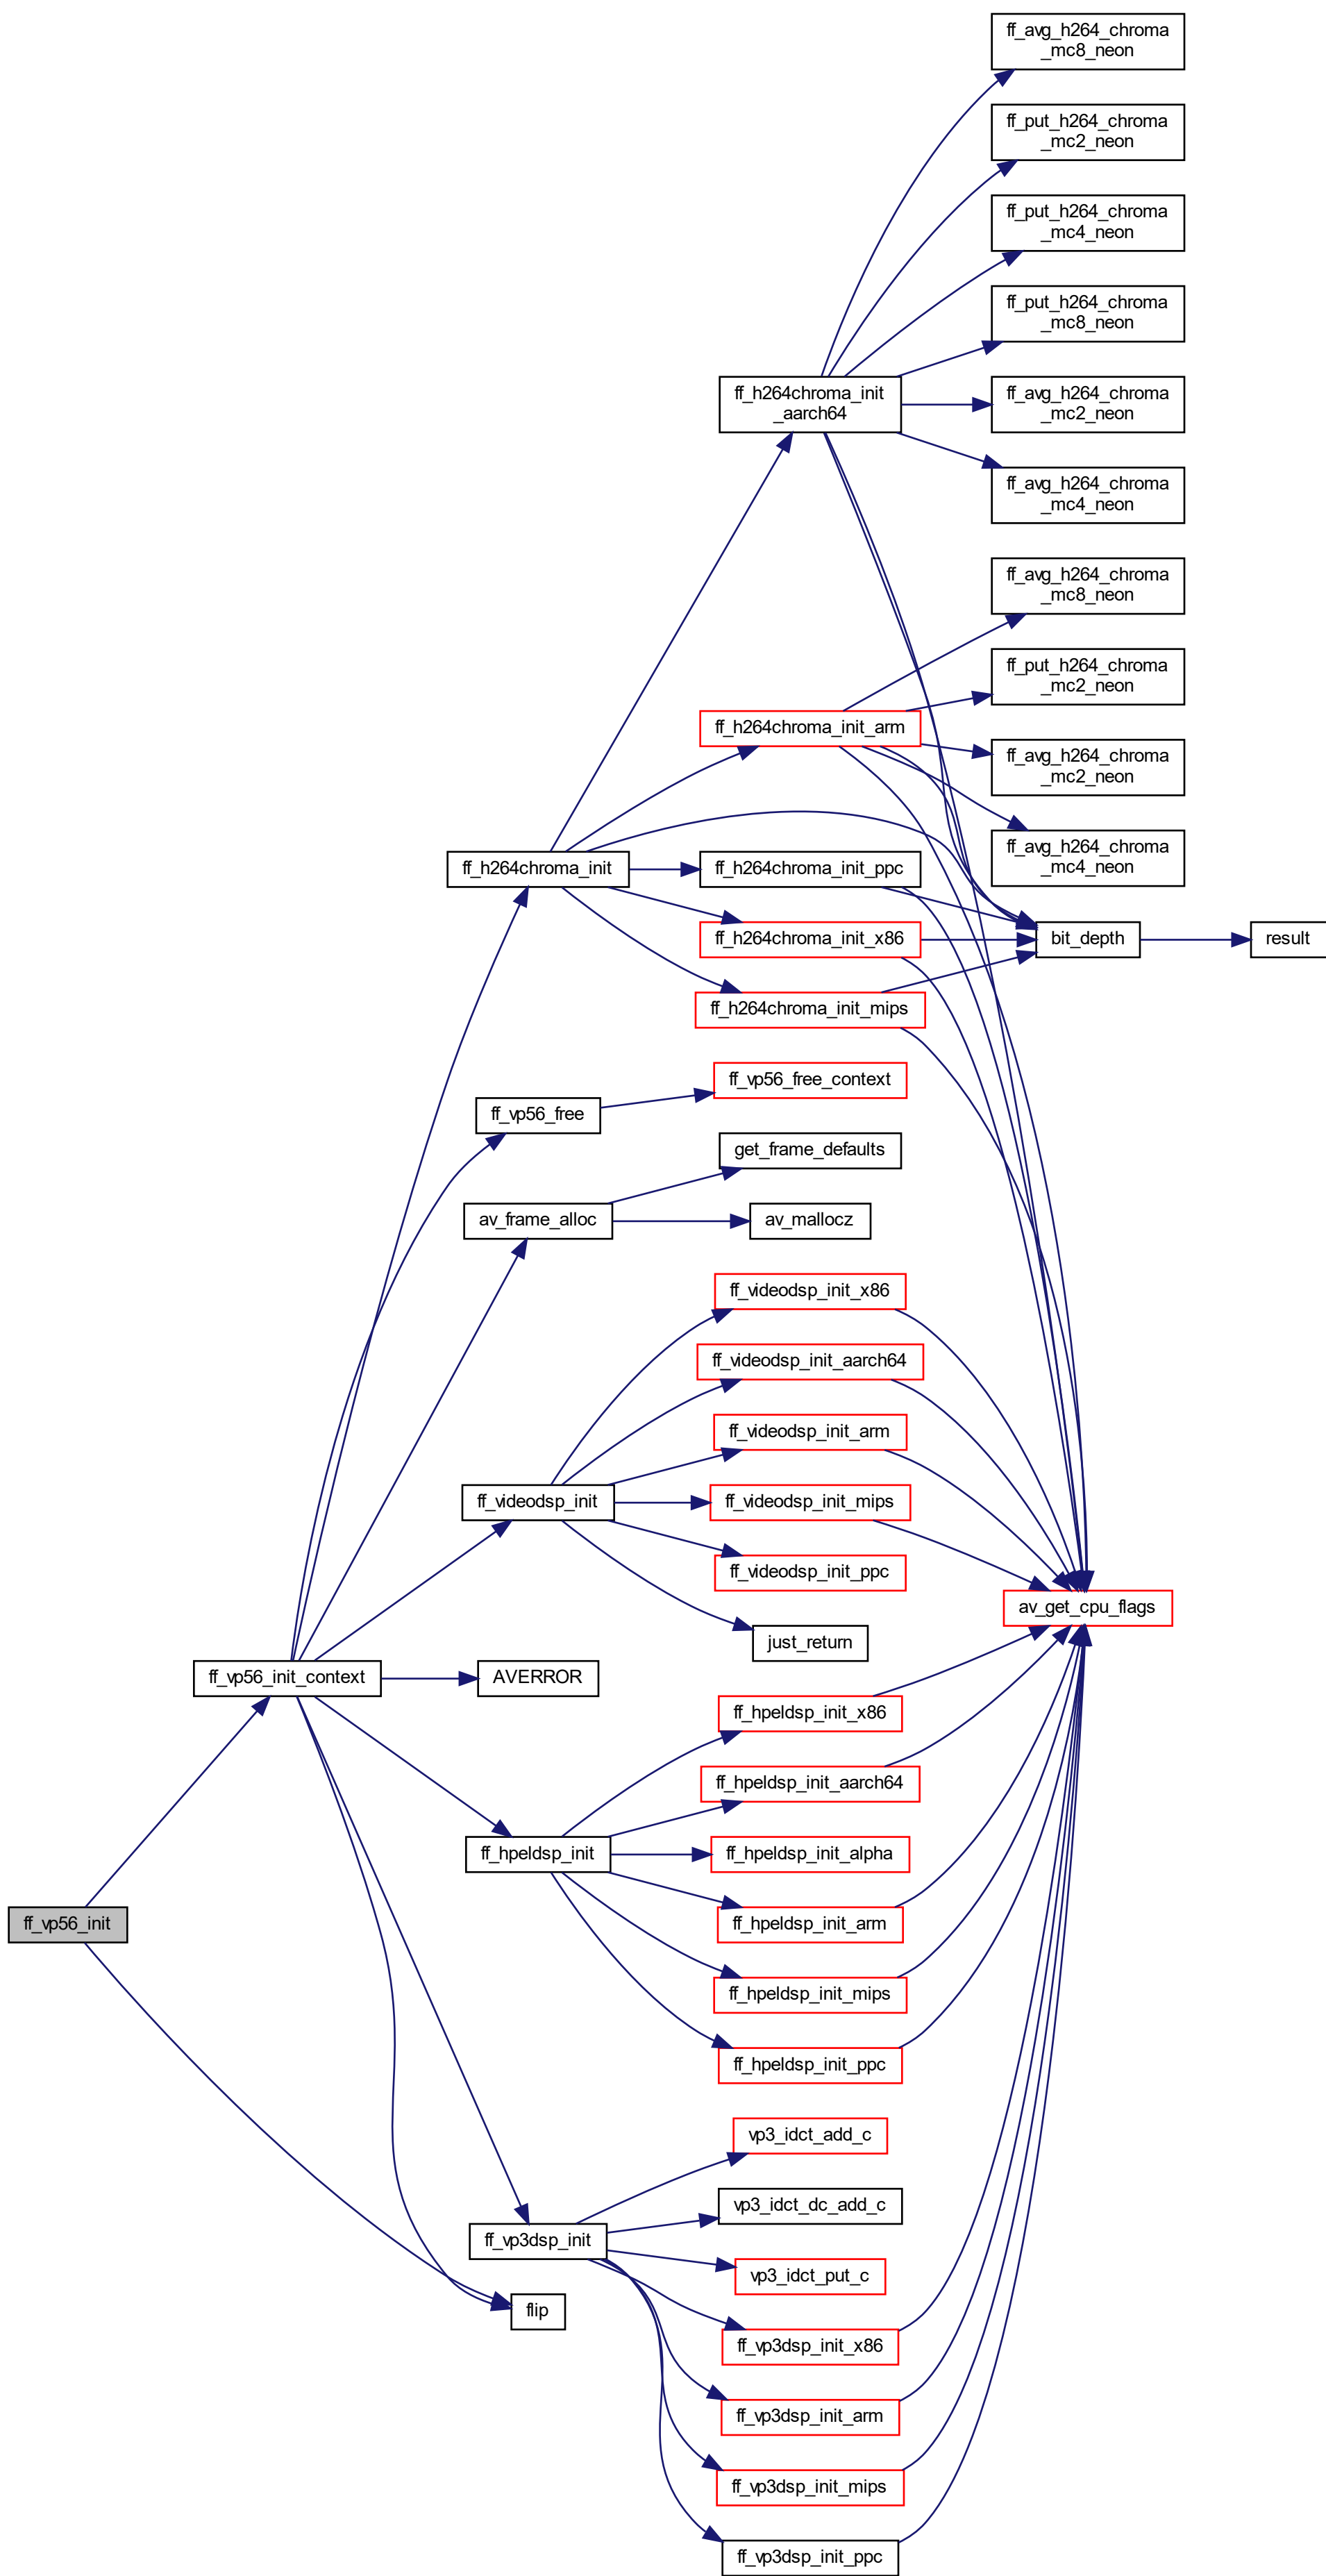 ff_avg_h264_chroma
_mc8_neon
ff_put_h264_chroma
_mc2_neon
ff_put_h264_chroma
_mc4_neon
ff_put_h264_chroma
_mc8_neon
ff_h264chroma_init
_aarch64
ff_avg_h264_chroma
_mc2_neon
ff_avg_h264_chroma
_mc4_neon
ff_avg_h264_chroma
_mc8_neon
ff_put_h264_chroma
_mc2_neon
ff_h264chroma_init_arm
ff_avg_h264_chroma
_mc2_neon
ff_avg_h264_chroma
_mc4_neon
ff_h264chroma_init
ff_h264chroma_init_ppc
ff_h264chroma_init_x86
bit_depth
result
ff_h264chroma_init_mips
ff_vp56_free_context
ff_vp56_free
get_frame_defaults
av_frame_alloc
av_mallocz
ff_videodsp_init_x86
ff_videodsp_init_aarch64
ff_videodsp_init_arm
ff_videodsp_init
ff_videodsp_init_mips
ff_videodsp_init_ppc
av_get_cpu_flags
just_return
ff_vp56_init_context
AVERROR
ff_hpeldsp_init_x86
ff_hpeldsp_init_aarch64
ff_hpeldsp_init
ff_hpeldsp_init_alpha
ff_vp56_init
ff_hpeldsp_init_arm
ff_hpeldsp_init_mips
ff_hpeldsp_init_ppc
vp3_idct_add_c
vp3_idct_dc_add_c
ff_vp3dsp_init
vp3_idct_put_c
flip
ff_vp3dsp_init_x86
ff_vp3dsp_init_arm
ff_vp3dsp_init_mips
ff_vp3dsp_init_ppc